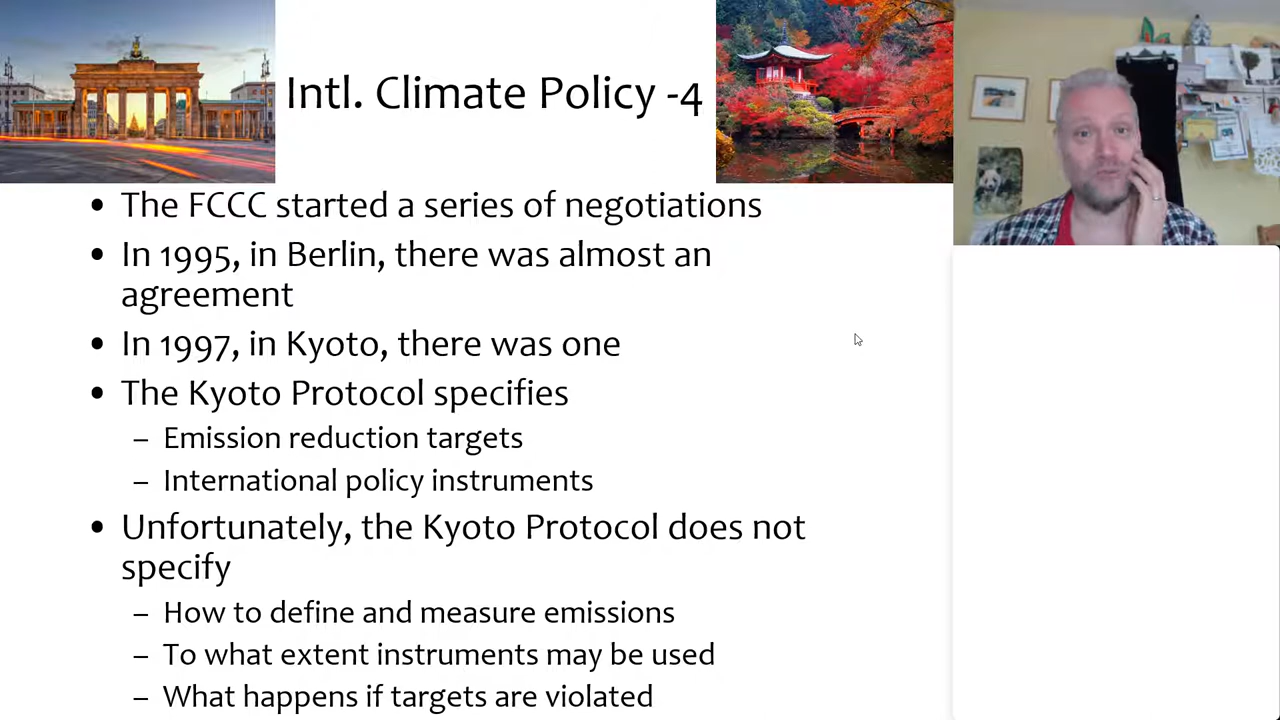 Intl. Climate Policy -4
• The FCCC started a series of negotiations
• In 1995, in Berlin, there was almost an
agreement
• In 1997, in Kyoto, there was one
• The Kyoto Protocol specifies
– Emission reduction targets
– International policy instruments
• Unfortunately, the Kyoto Protocol does not
specify
– How to define and measure emissions
– To what extent instruments may be used
– What happens if targets are violated